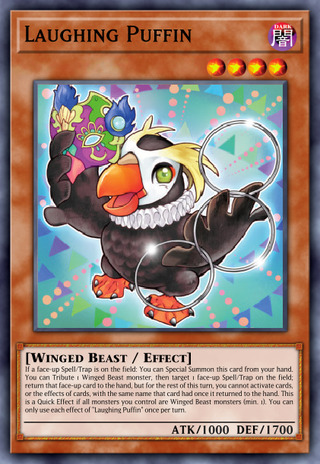 Laughing Puffin
DARK
闇
[Winged Beast / Effect]
If a face-up Spell/Trap is on the field: You can Special Summon this card from your hand.
You can Tribute 1 Winged Beast monster, then target 1 face-up Spell/Trap on the field;
return that face-up card to the hand, but for the rest of this turn, you cannot activate cards,
or the effects of cards, with the same name that card had once it returned to the hand. This
is a Quick Effect if all monsters you control are Winged Beast monsters (min. 1). You can
only use each effect of "Laughing Puffin" once per turn.
ATK/1000 DEF/1700